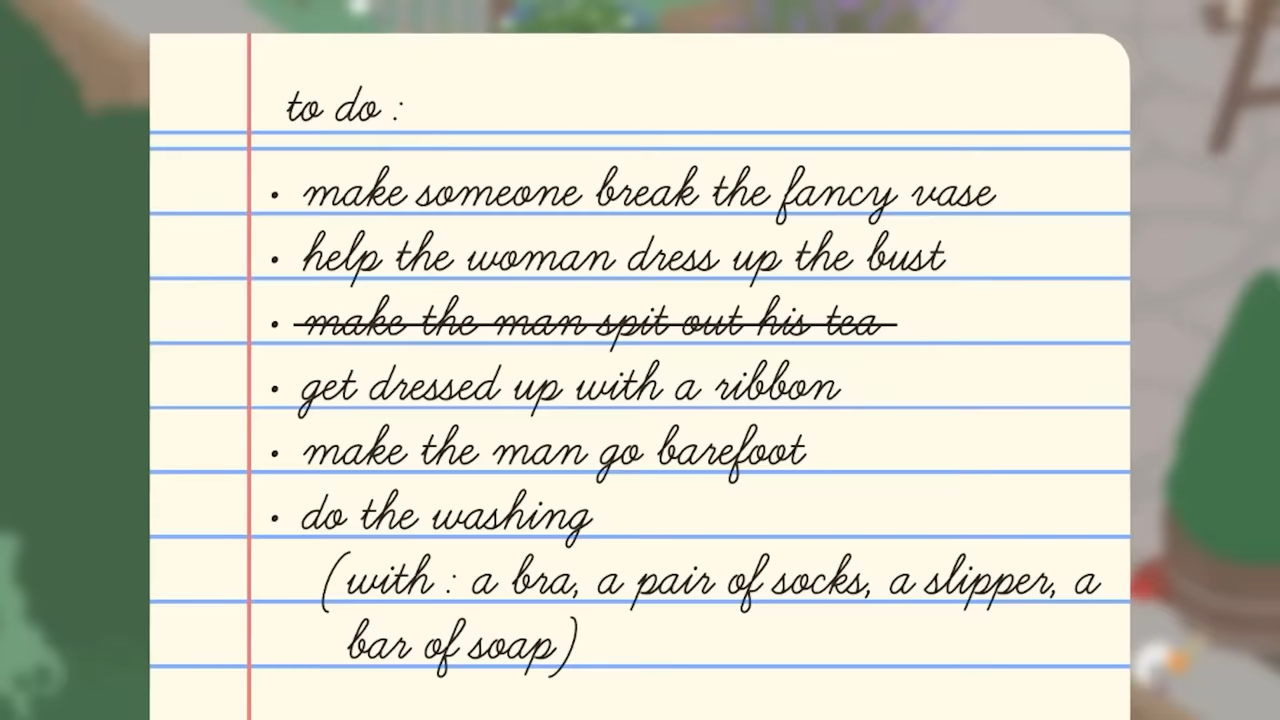 to do :
• make someone break the fancy vase
• help the woman dress up the bust
• make the man spit out his tea
• get dressed up with a ribbon
• make the man go barefoot
• do the washing
(with : a bra, a pair of socks, a slipper, a
bar of soap)